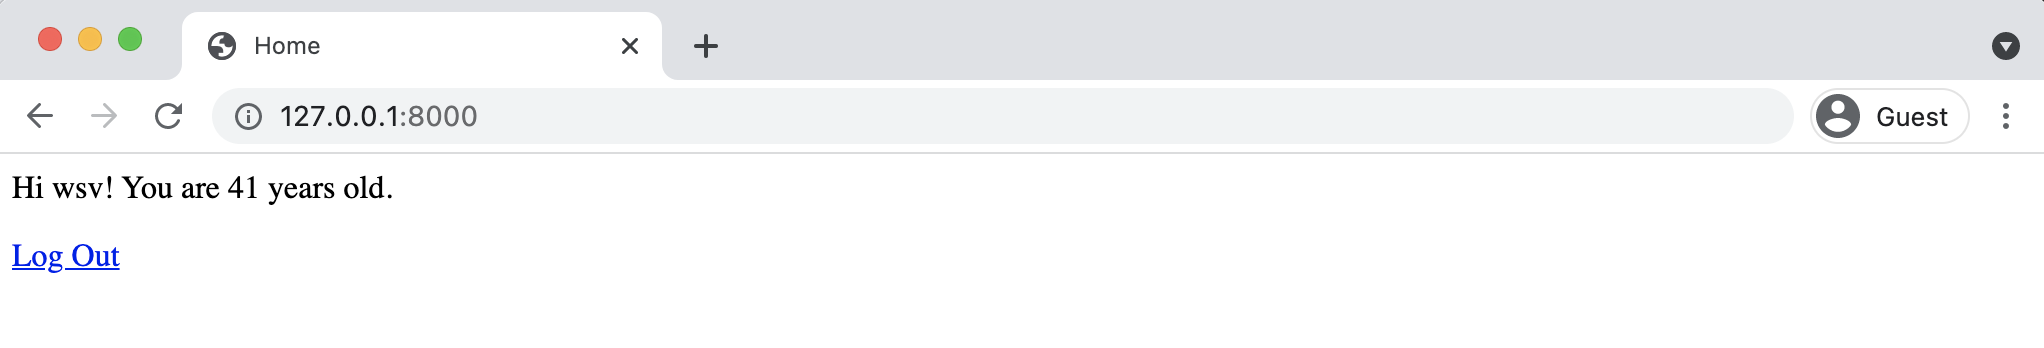 Home
127.0.0.1:8000
Guest
Hi wsv! You are 41 years old.
Log Out